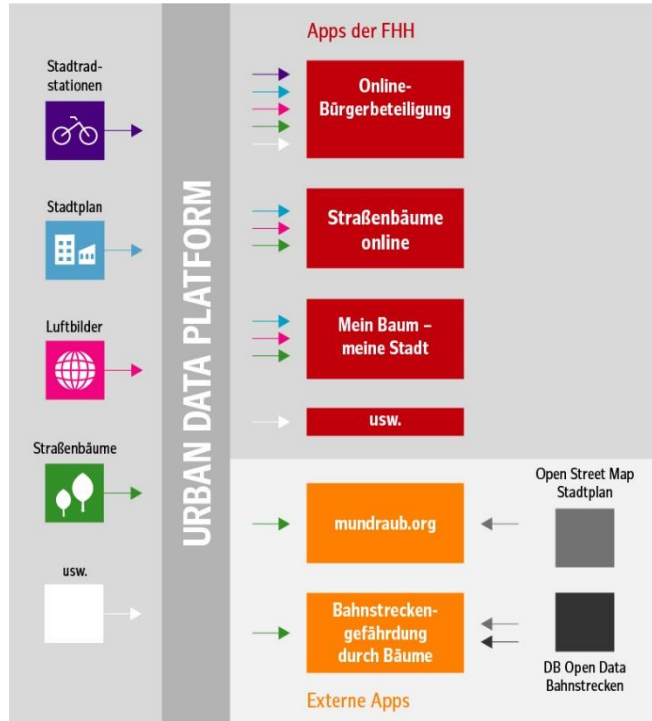 Stadtrad-
stationen
Stadtplan
Luftbilder
Straßenbäume
usw.
URBAN DATA PLATFORM
Apps der FHH
Online-
Bürgerbeteiligung
Straßenbäume
online
Mein Baum –
meine Stadt
usw.
mundraub.org
Bahnstrecken-
gefährdung
durch Bäume
Externe Apps
Open Street Map
Stadtplan
DB Open Data
Bahnstrecken